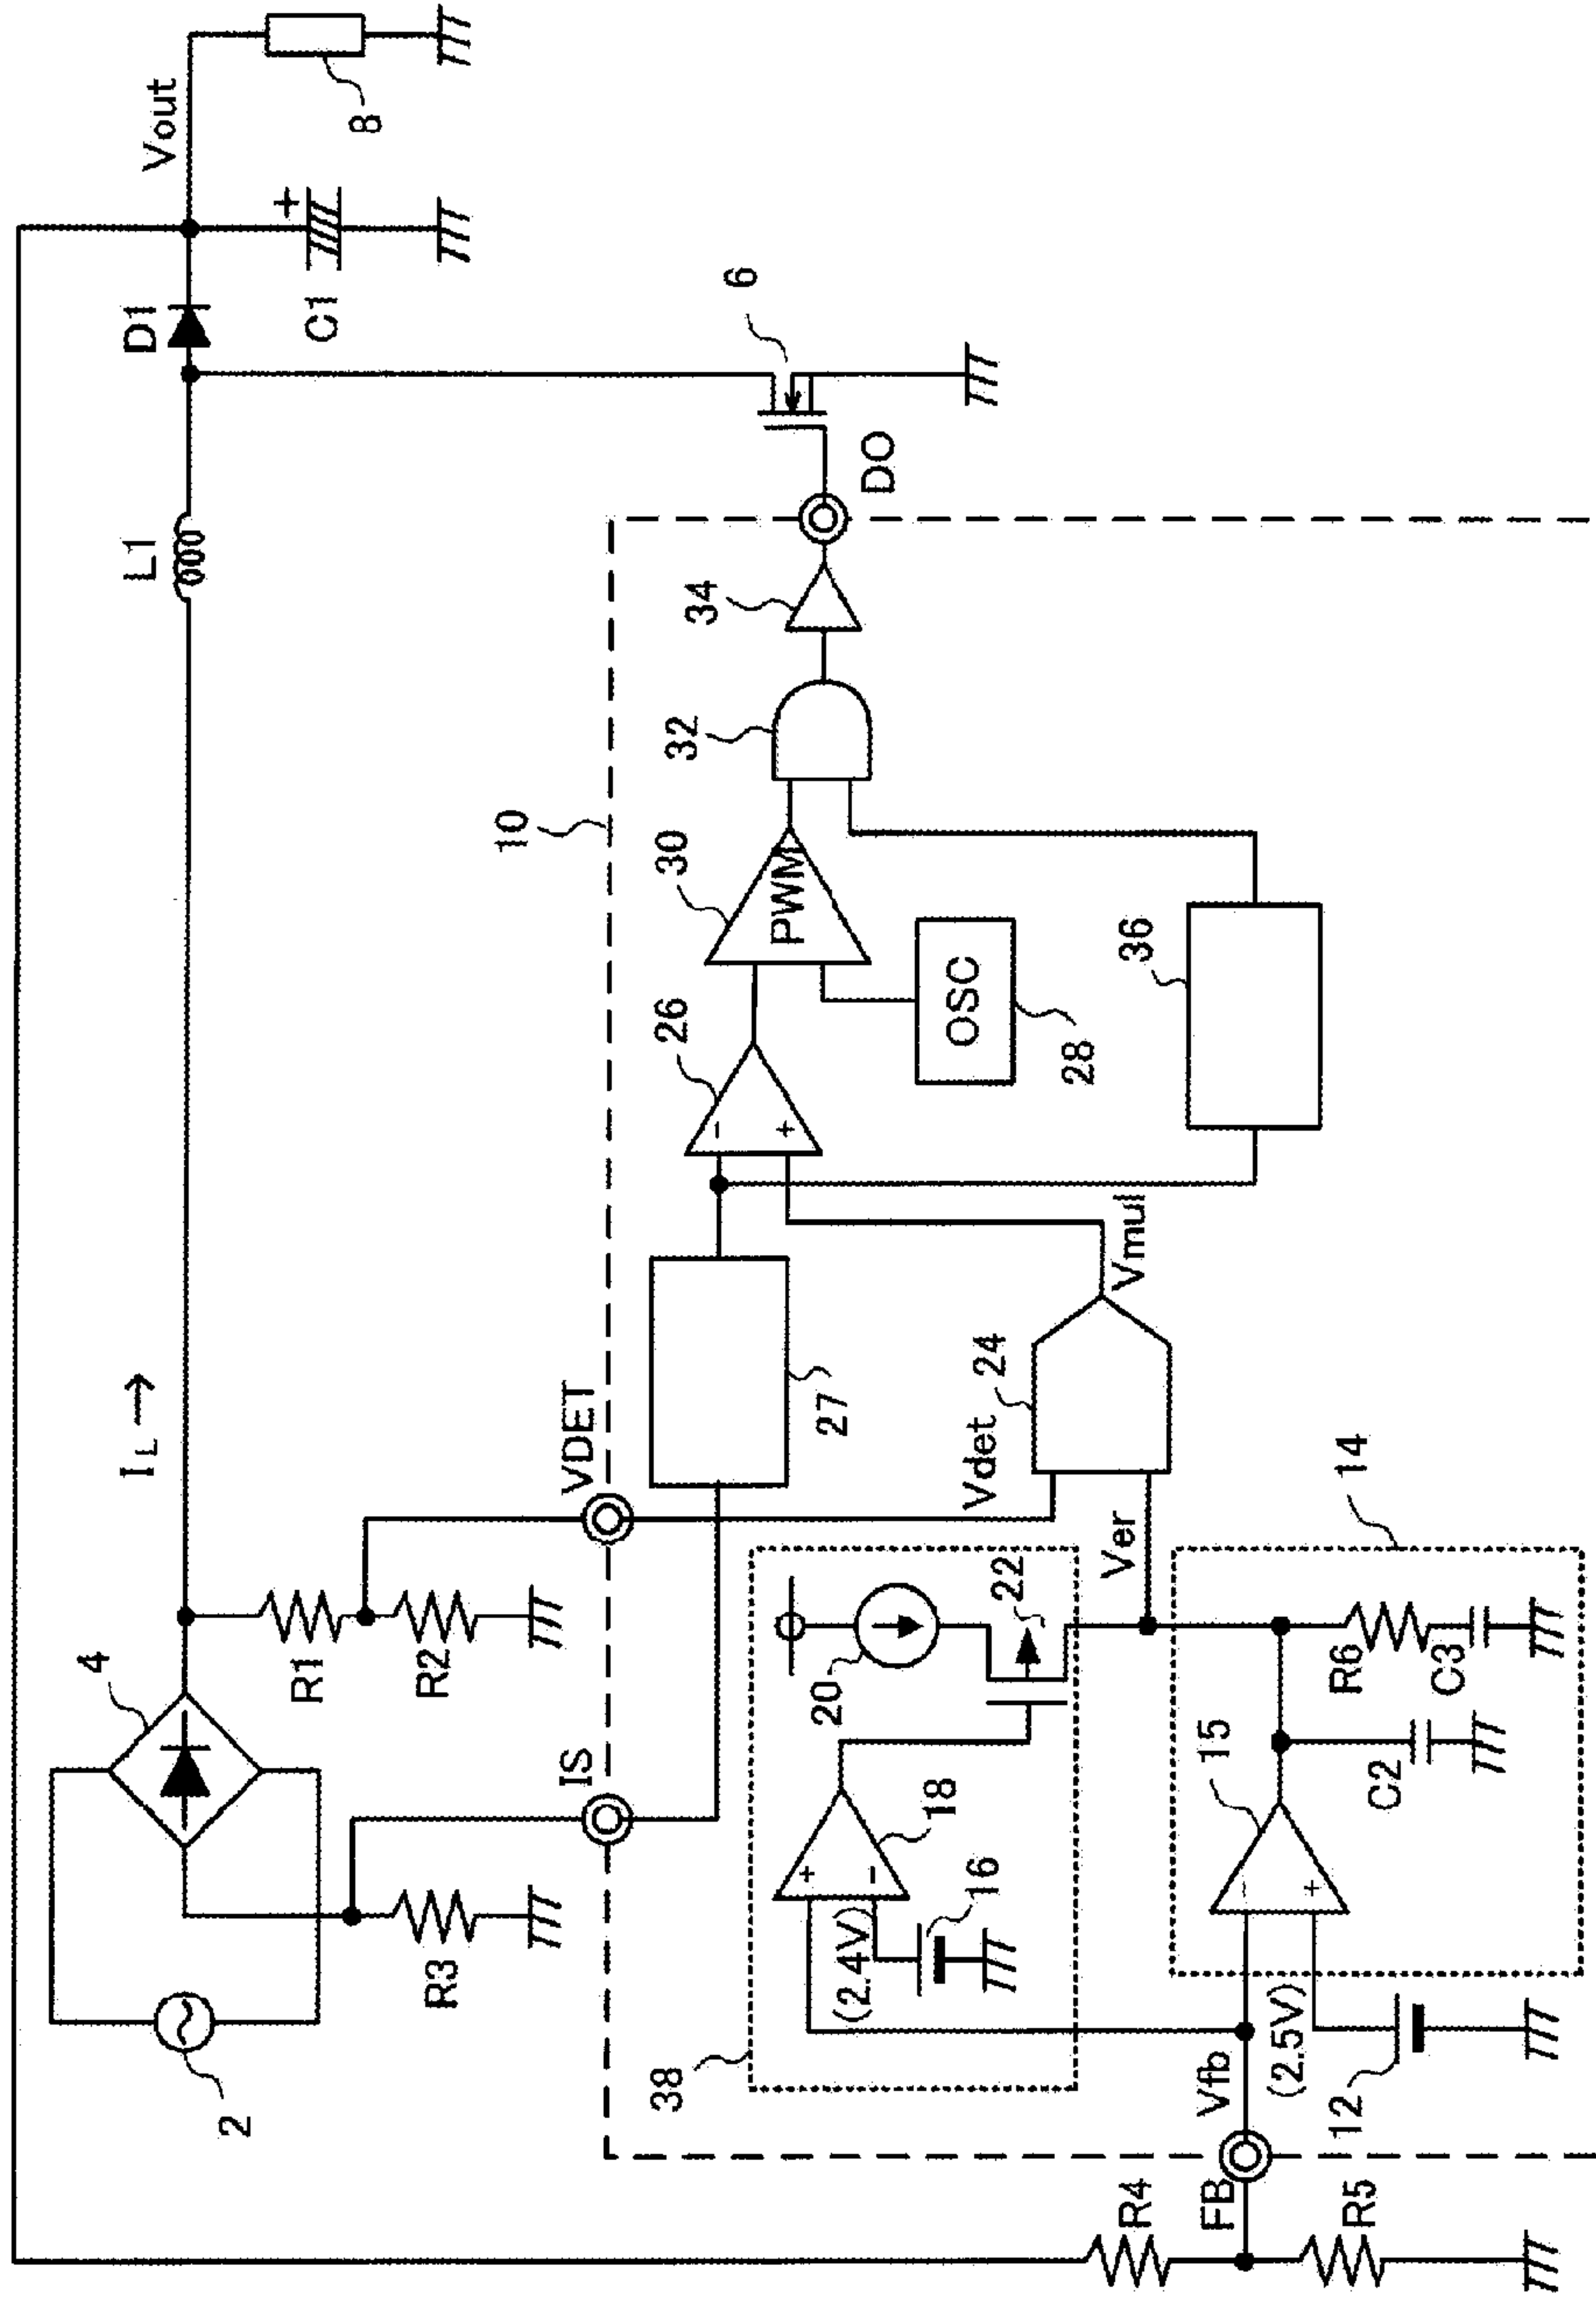 2
4
R3
R1
R2
IL →
L1
D1
Vout
+
C1
8
6
IS
VDET
10
DO
34
32
30
PWM
26
-
+
27
OSC
28
36
Vmul
24
Vdet
Ver
38
20
22
+
-
18
16
(2.4V)
14
15
-
+
R6
C3
C2
(2.5V)
12
Vfb
FB
R4
R5